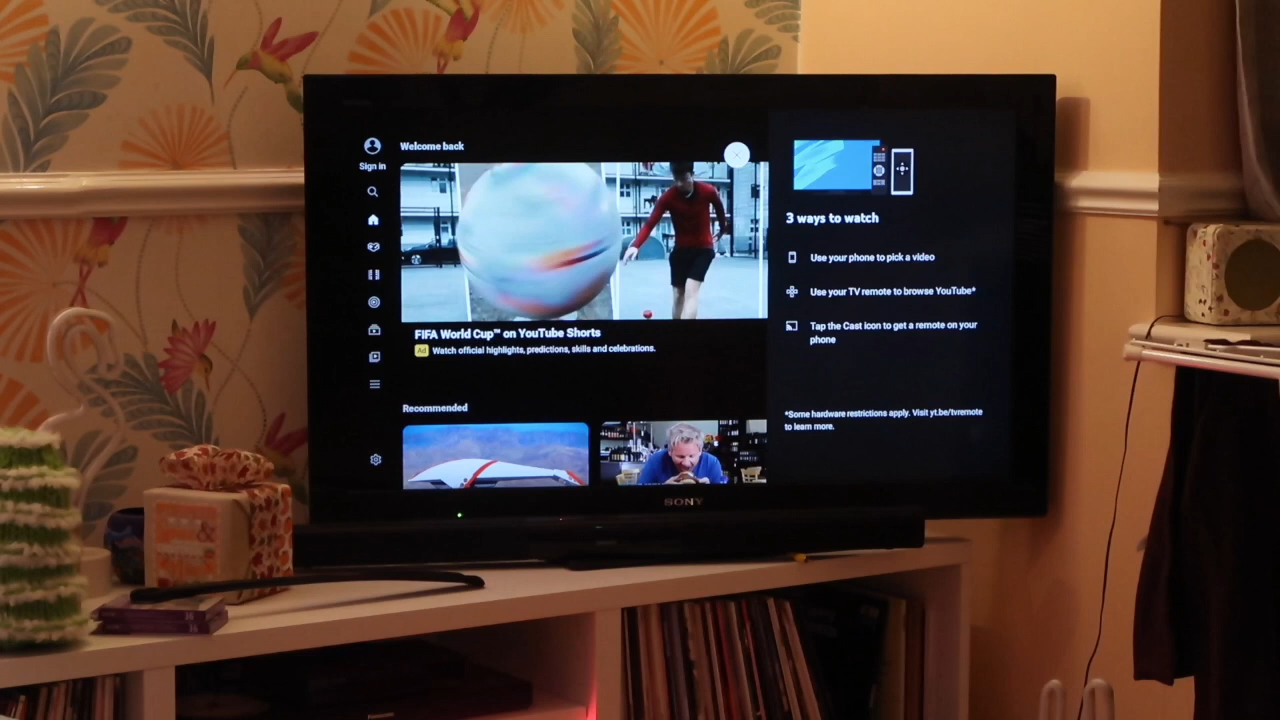 Welcome back
Sign in
FIFA World Cup™ on YouTube Shorts
Ad Watch official highlights, predictions, skills and celebrations.
Recommended
3 ways to watch
Use your phone to pick a video
Use your TV remote to browse YouTube*
Tap the Cast icon to get a remote on your
phone
*Some hardware restrictions apply. Visit yt.be/tvremote
to learn more.
SONY
&